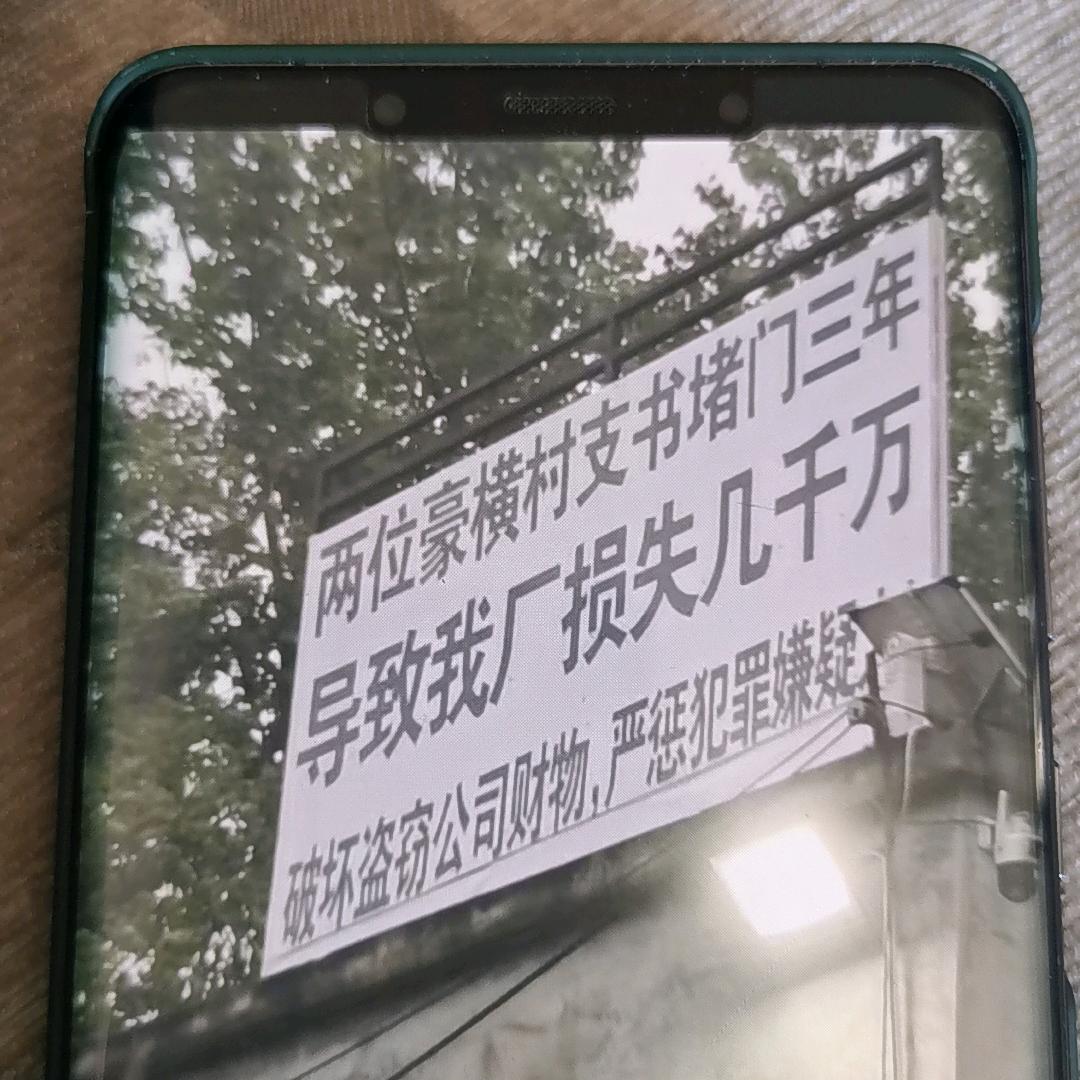 两位豪横村支书堵门三年
导致我厂损失几千万
破坏盗窃公司财物,严惩犯罪嫌疑